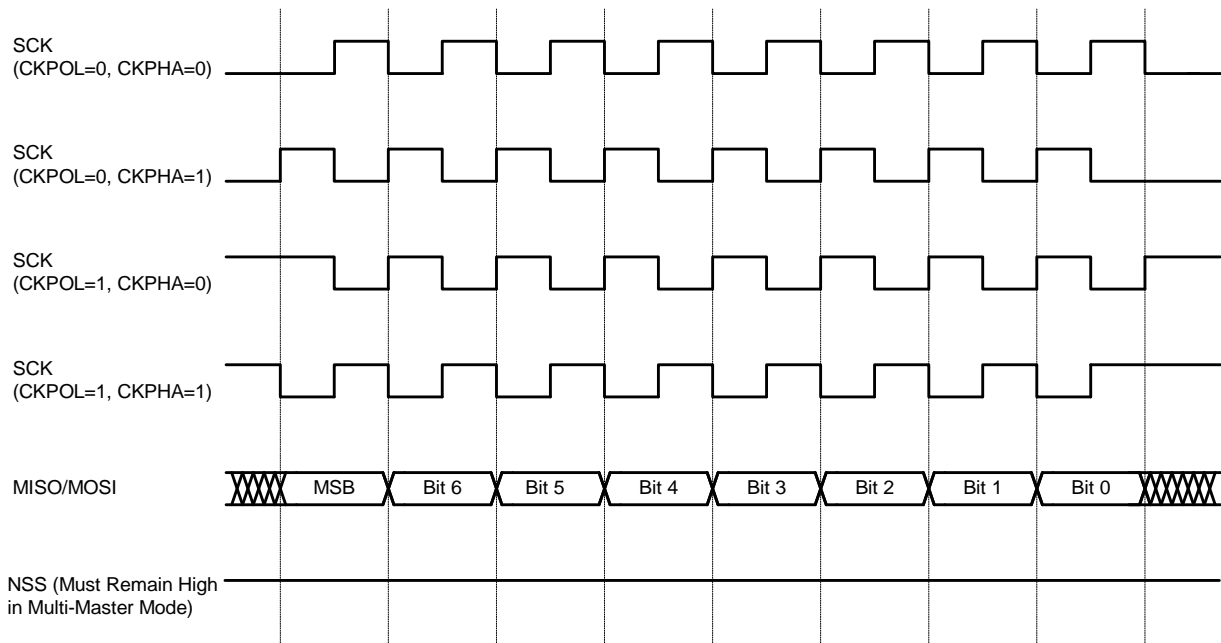 SCK
(CKPOL=0, CKPHA=0)
SCK
(CKPOL=0, CKPHA=1)
SCK
(CKPOL=1, CKPHA=0)
SCK
(CKPOL=1, CKPHA=1)
MISO/MOSI
MSB Bit 6 Bit 5 Bit 4 Bit 3 Bit 2 Bit 1 Bit 0
NSS (Must Remain High
in Multi-Master Mode)